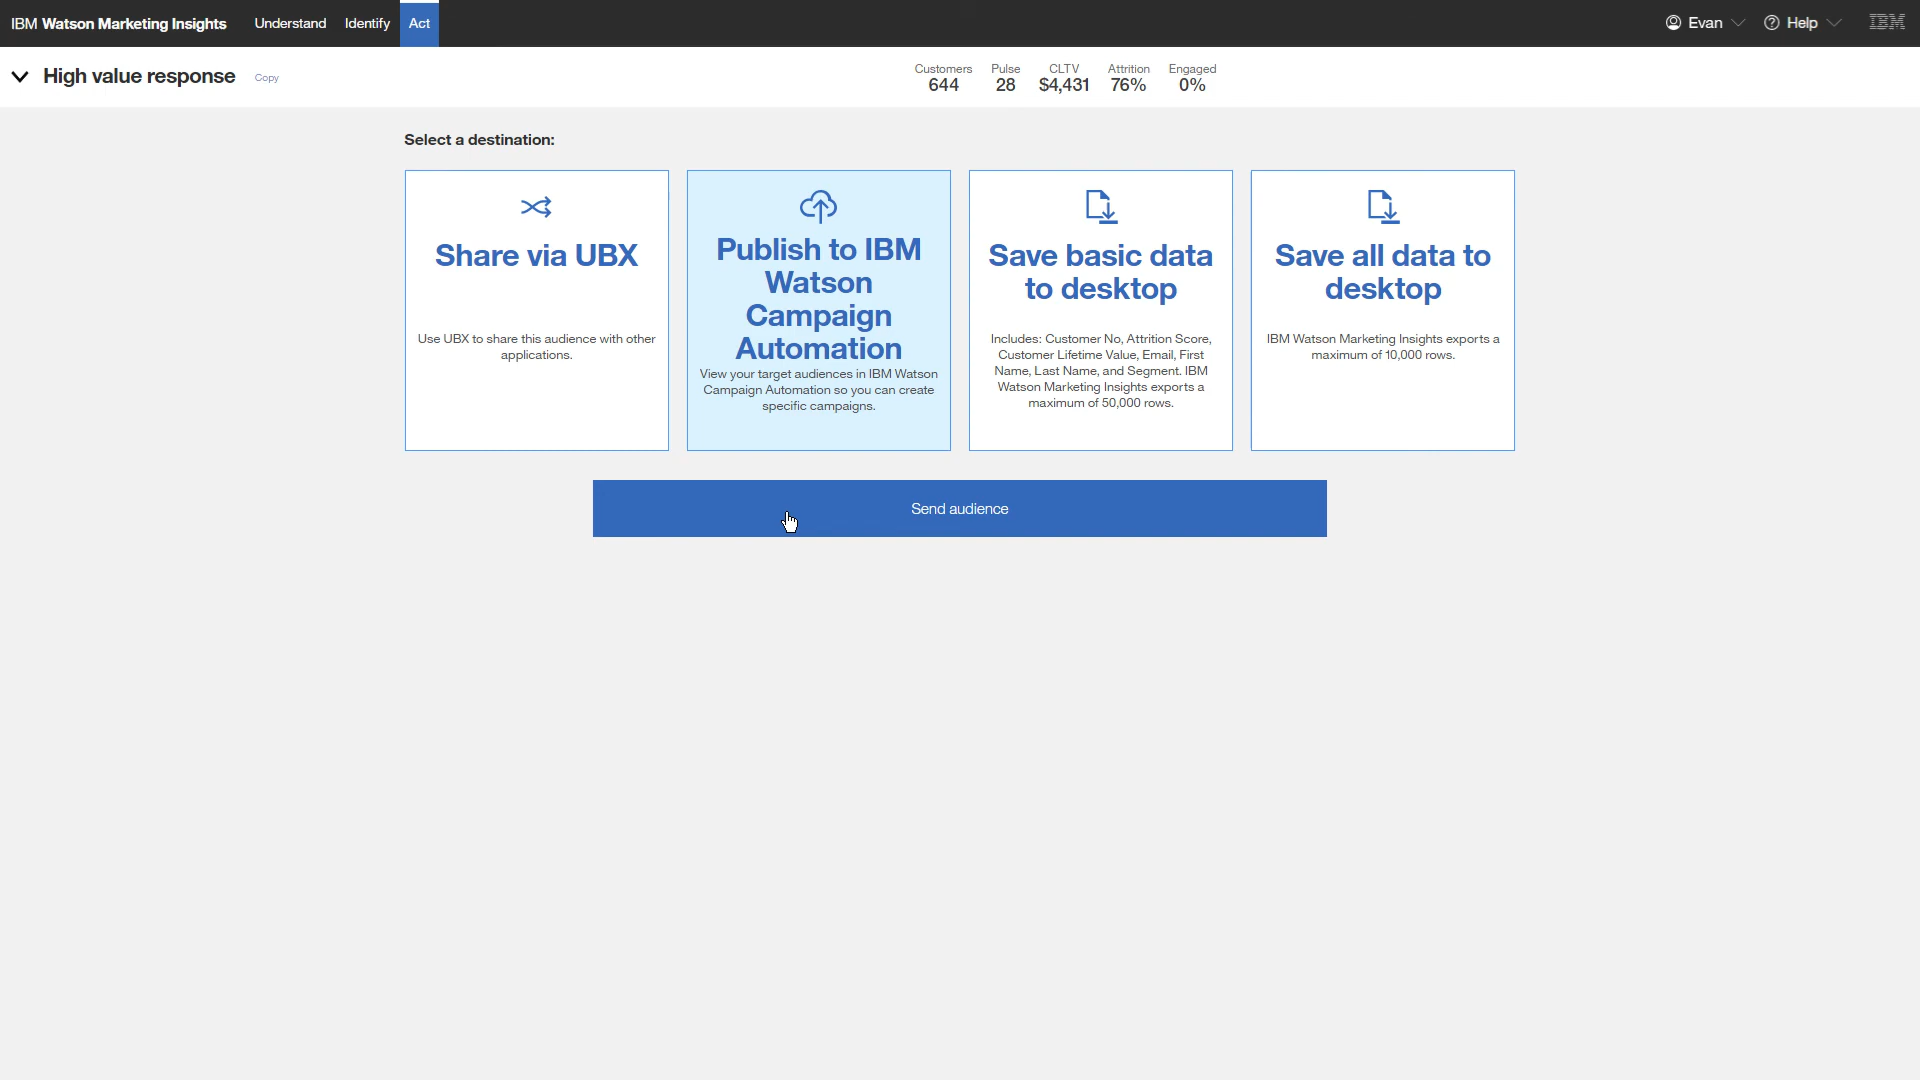 IBM Watson Marketing Insights Understand Identify Act Evan Help IBM
High value response Copy
Customers Pulse CLTV Attrition Engaged
644 28 $4,431 76% 0%
Select a destination:
Share via UBX
Use UBX to share this audience with other
applications.
Publish to IBM
Watson
Campaign
Automation
View your target audiences in IBM Watson
Campaign Automation so you can create
specific campaigns.
Save basic data
to desktop
Includes: Customer No, Attrition Score,
Customer Lifetime Value, Email, First
Name, Last Name, and Segment. IBM
Watson Marketing Insights exports a
maximum of 50,000 rows.
Save all data to
desktop
IBM Watson Marketing Insights exports a
maximum of 10,000 rows.
Send audience